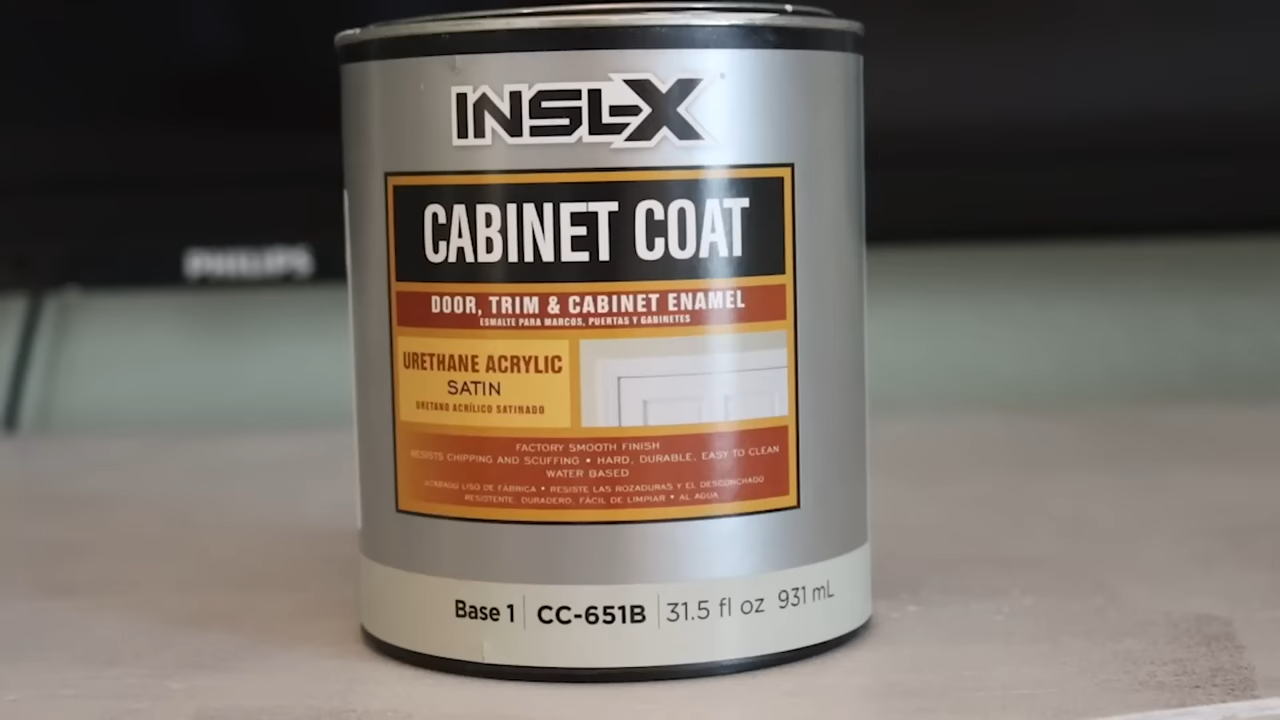 INSL-X
PHILIPS
CABINET COAT
DOOR, TRIM & CABINET ENAMEL
ESMALTE PARA MARCOS, PUERTAS Y GABINETES
URETHANE ACRYLIC
SATIN
URETANO ACRÍLICO SATINADO
FACTORY SMOOTH FINISH
RESISTS CHIPPING AND SCUFFING • HARD, DURABLE, EASY TO CLEAN
WATER BASED
ACABADO LISO DE FÁBRICA • RESISTE LAS ROZADURAS Y EL DESCONCHADO
RESISTENTE, DURADERO, FÁCIL DE LIMPIAR • AL AGUA
Base 1 CC-651B 31.5 fl oz 931 mL